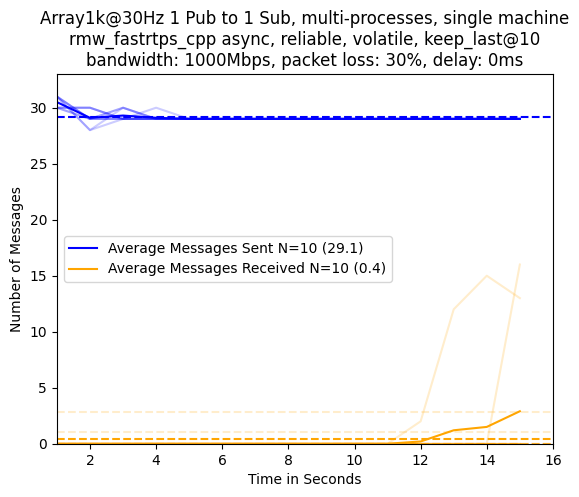 Array1k@30Hz 1 Pub to 1 Sub, multi-processes, single machine
rmw_fastrtps_cpp async, reliable, volatile, keep_last@10
bandwidth: 1000Mbps, packet loss: 30%, delay: 0ms
30
25
20
15
10
5
0
Number of Messages
Average Messages Sent N=10 (29.1)
Average Messages Received N=10 (0.4)
2 4 6 8 10 12 14 16
Time in Seconds